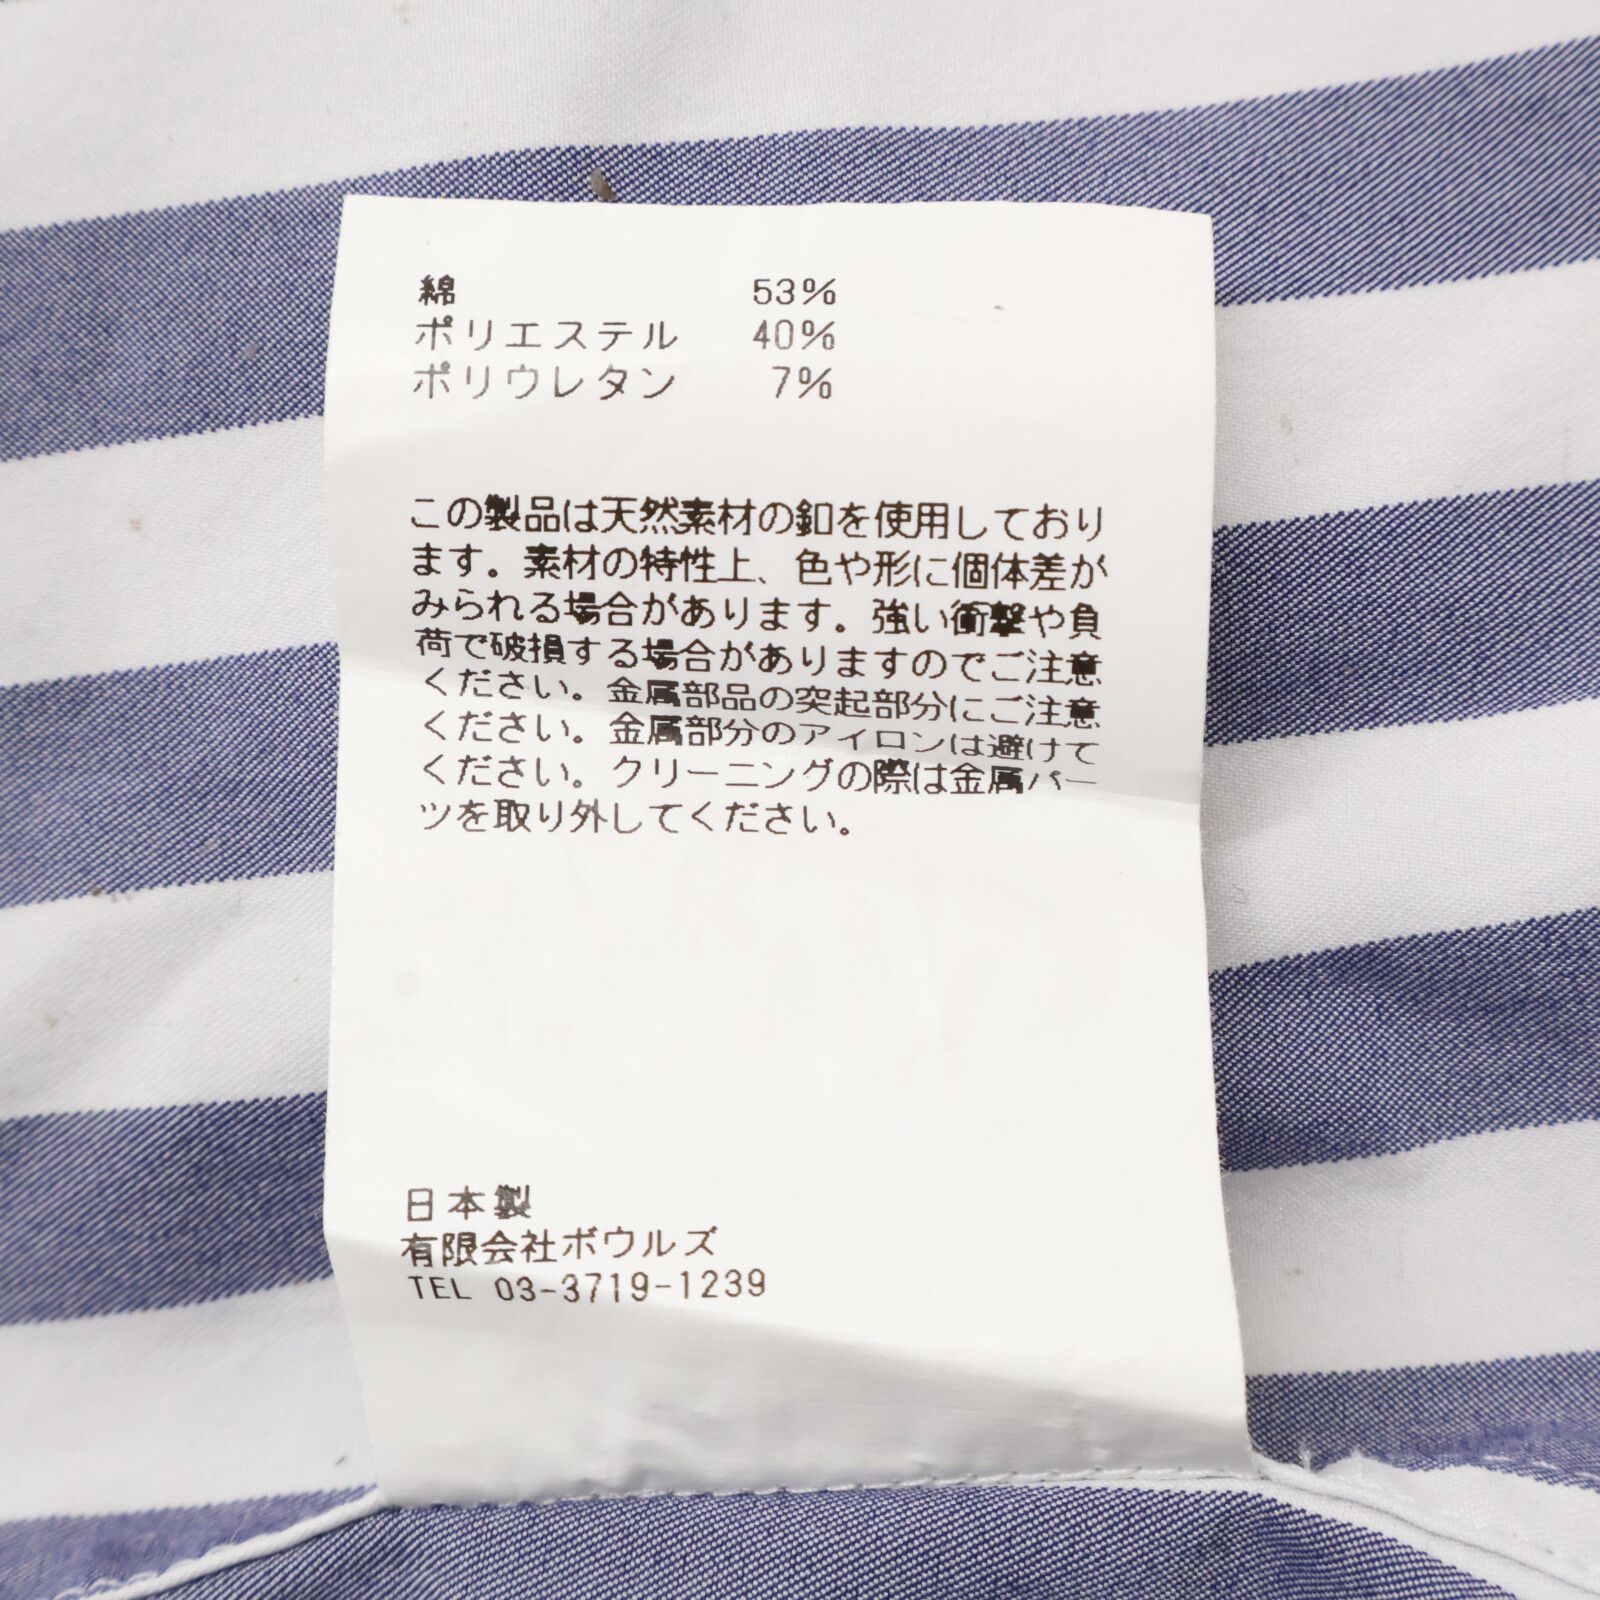 綿 53%
ポリエステル 40%
ポリウレタン 7%
この製品は天然素材の釦を使用しており
ます。素材の特性上、色や形に個体差が
みられる場合があります。強い衝撃や負
荷で破損する場合がありますのでご注意
ください。金属部品の突起部分にご注意
ください。金属部分のアイロンは避けて
ください。クリーニングの際は金属パー
ツを取り外してください。
日本製
有限会社ボウルズ
TEL 03-3719-1239